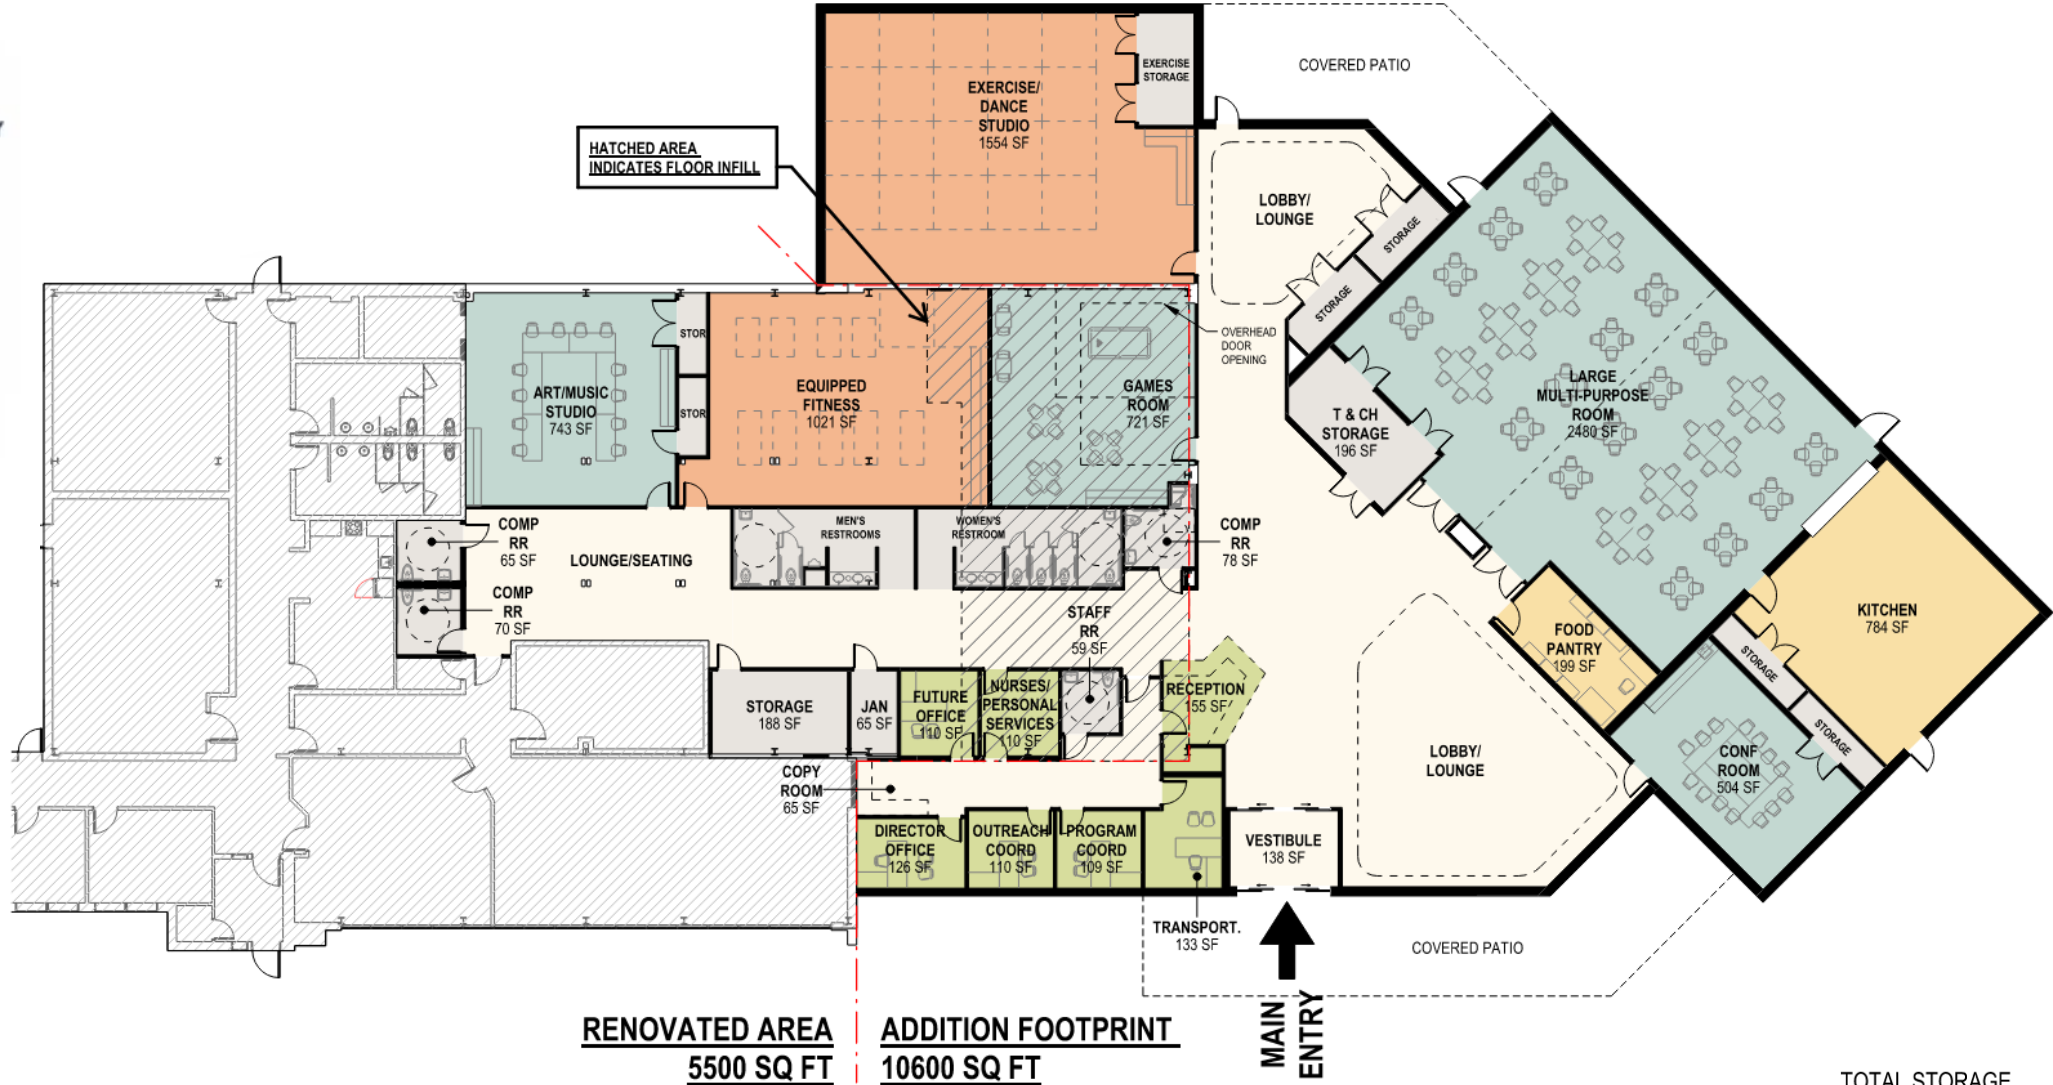 COVERED PATIO
EXERCISE
STORAGE
EXERCISE/
DANCE
STUDIO
1554 SF
HATCHED AREA
INDICATES FLOOR INFILL
LOBBY/
LOUNGE
STORAGE
STORAGE
OVERHEAD
DOOR
OPENING
STOR
STOR
ART/MUSIC
STUDIO
743 SF
EQUIPPED
FITNESS
1021 SF
GAMES
ROOM
721 SF
LARGE
MULTI-PURPOSE
ROOM
2480 SF
T & CH
STORAGE
196 SF
COMP
RR
65 SF
LOUNGE/SEATING
MEN'S
RESTROOMS
WOMEN'S
RESTROOM
COMP
RR
78 SF
COMP
RR
70 SF
STAFF
RR
59 SF
FOOD
PANTRY
199 SF
KITCHEN
784 SF
STORAGE
STORAGE
STORAGE
188 SF
JAN
65 SF
FUTURE
OFFICE
110 SF
NURSES/
PERSONAL
SERVICES
110 SF
RECEPTION
155 SF
LOBBY/
LOUNGE
CONF
ROOM
504 SF
COPY
ROOM
65 SF
DIRECTOR
OFFICE
126 SF
OUTREACH
COORD
110 SF
PROGRAM
COORD
109 SF
VESTIBULE
138 SF
TRANSPORT.
133 SF
COVERED PATIO
MAIN
ENTRY
RENOVATED AREA
5500 SQ FT
ADDITION FOOTPRINT
10600 SQ FT
TOTAL STORAGE